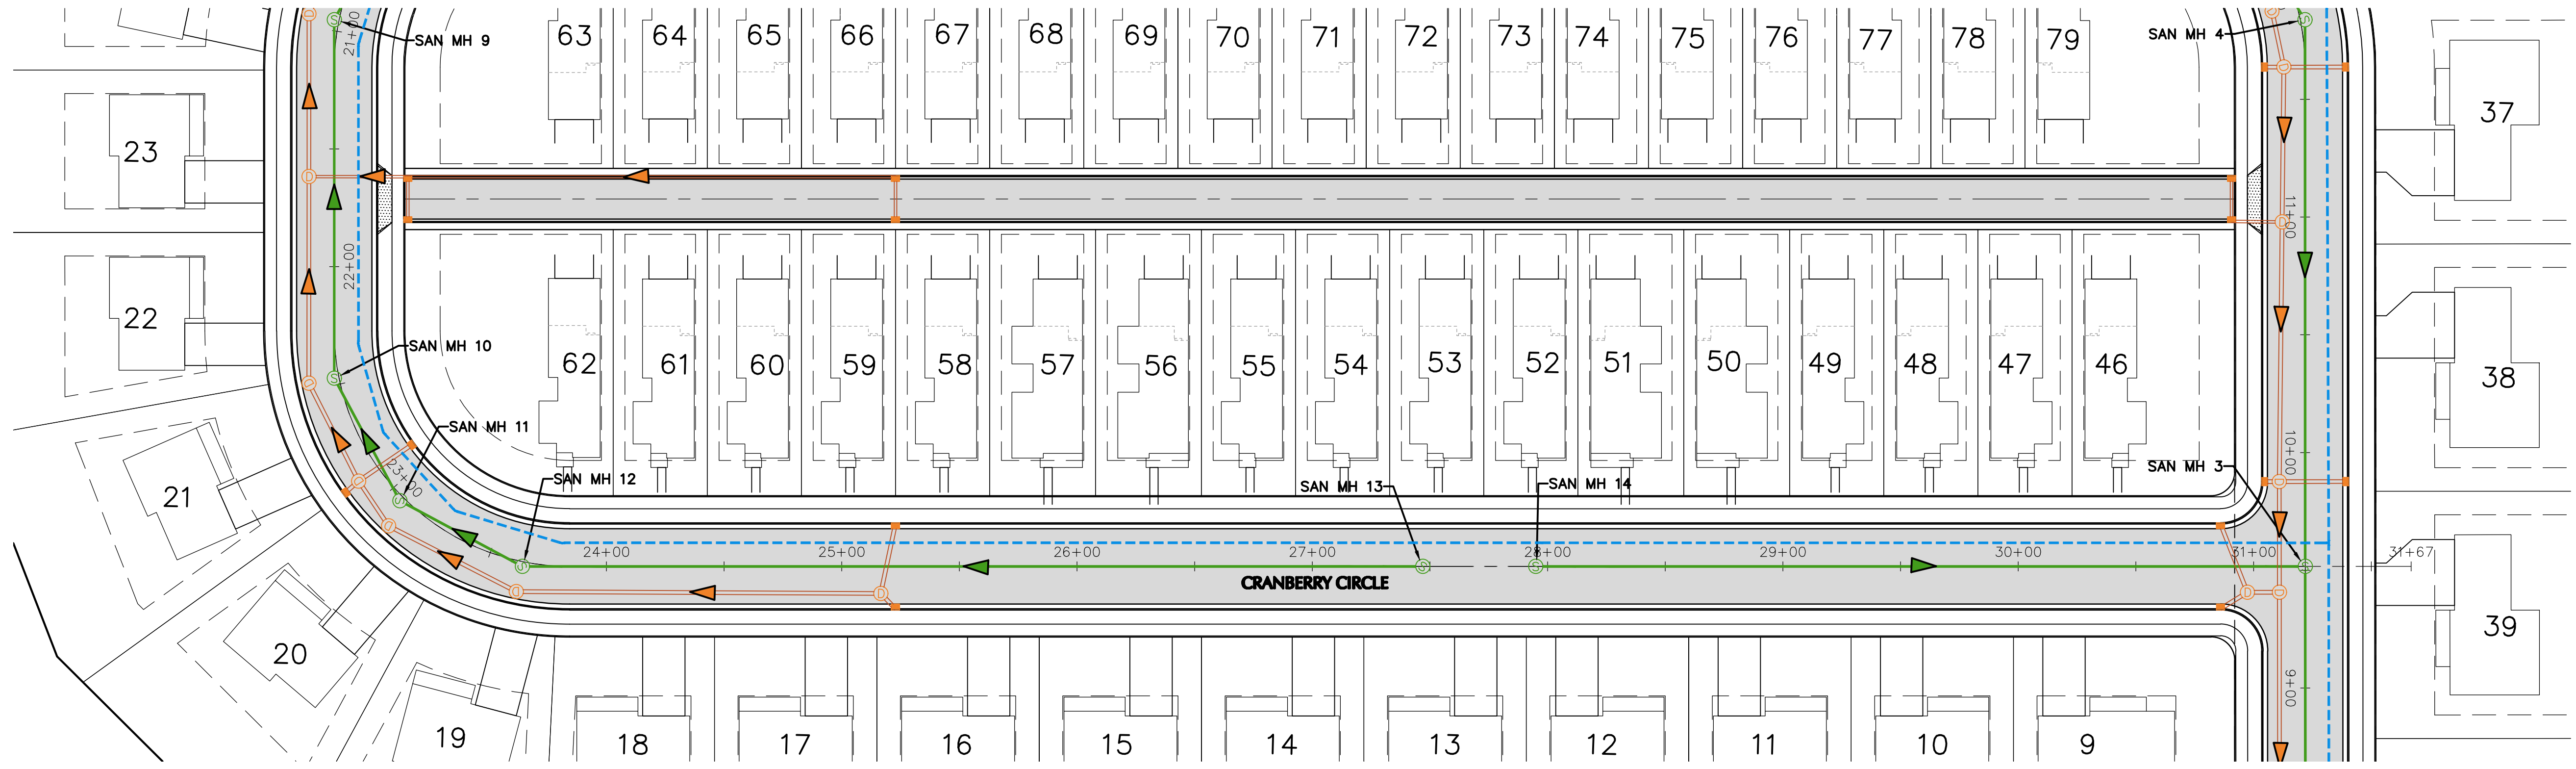 63 64 65 66 67 68 69 70 71 72 73 74 75 76 77 78 79
SAN MH 9
21+00
SAN MH 4
37
23
11+00
22+00
22
SAN MH 10
62 61 60 59 58 57 56 55 54 53 52 51 50 49 48 47 46
38
SAN MH 11
10+00
SAN MH 3
23+00
SAN MH 12
SAN MH 13
SAN MH 14
21
24+00 25+00 26+00 27+00 28+00 29+00 30+00 31+00 31+67
CRANBERRY CIRCLE
39
20
9+00
19 18 17 16 15 14 13 12 11 10 9
D D D D D D D D D D D D D D
S S S S S S S S